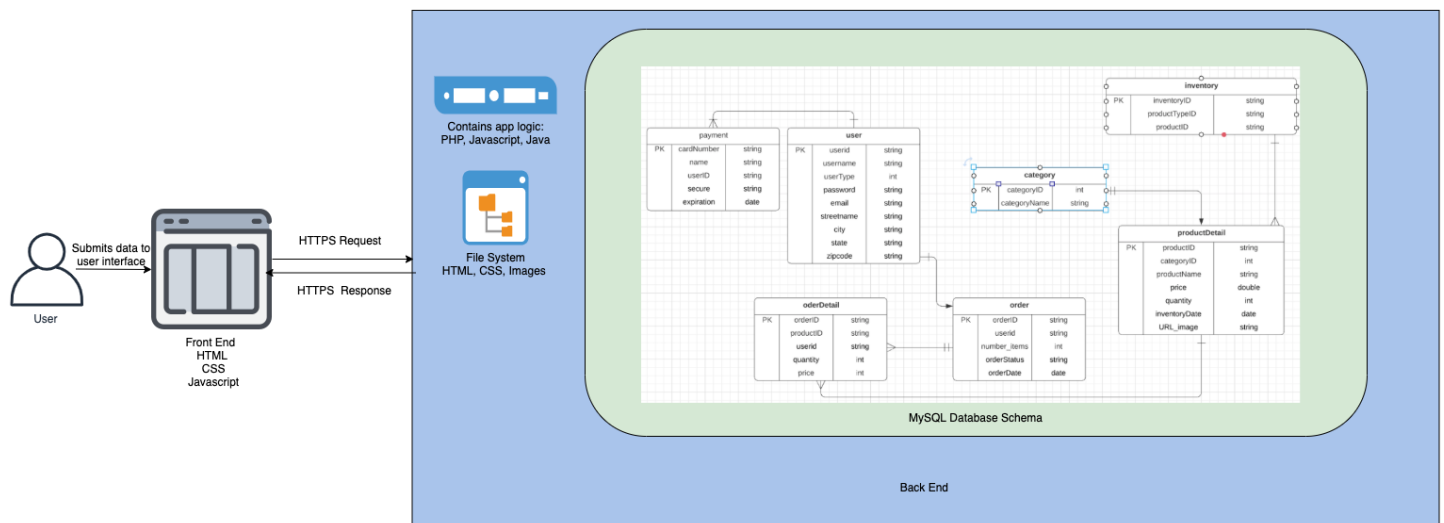 User
Submits data to
user interface
Front End
HTML
CSS
Javascript
HTTPS Request
HTTPS Response
Contains app logic:
PHP, Javascript, Java
File System
HTML, CSS, Images
payment
PK cardNumber string
name string
userID string
secure string
expiration date
user
PK userid string
username string
userType int
password string
email string
streetname string
city string
state string
zipcode string
category
PK categoryID int
categoryName string
inventory
PK inventoryID string
productTypeID string
productID string
productDetail
PK productID string
categoryID int
productName string
price double
quantity int
inventoryDate date
URL_image string
oderDetail
PK orderID string
productID string
userid string
quantity int
price int
order
PK orderID string
userid string
number_items int
orderStatus string
orderDate date
MySQL Database Schema
Back End